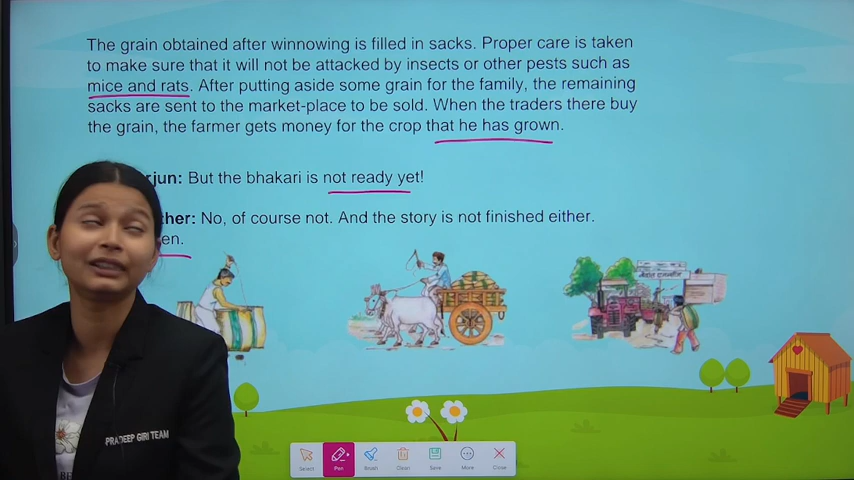 The grain obtained after winnowing is filled in sacks. Proper care is taken
to make sure that it will not be attacked by insects or other pests such as
mice and rats. After putting aside some grain for the family, the remaining
sacks are sent to the market-place to be sold. When the traders there buy
the grain, the farmer gets money for the crop that he has grown.
rjun: But the bhakari is not ready yet!
ther: No, of course not. And the story is not finished either.
en.
PRADEEP GIRI TEAM
Select Pen Brush Clear Save More Close